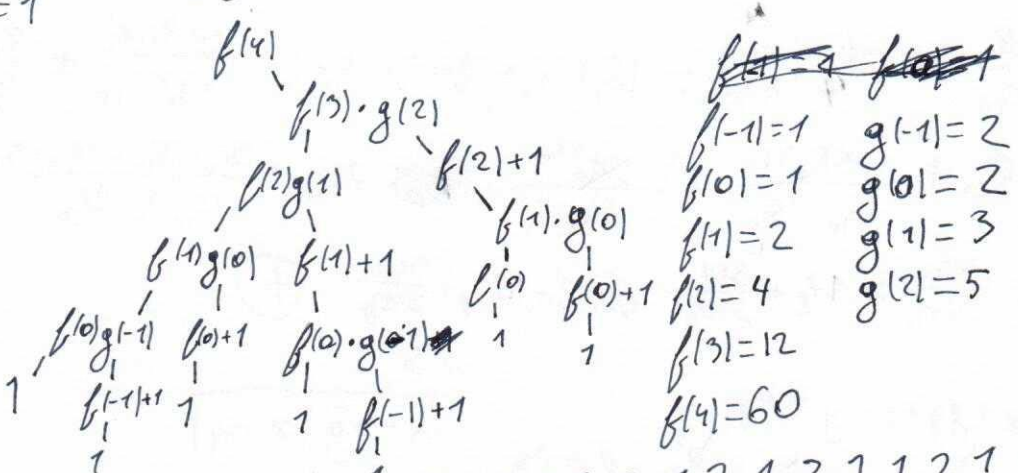 =1
f(4)
f(3)·g(2)
f(2)g(1) f(2)+1
f(1)g(0) f(1)+1 f(1)·g(0)
f(0)g(-1) f(0)+1 f(0)·g(-1) f(0) f(0)+1
1 f(-1)+1 1 1 f(-1)+1 1 1
1
f(-1)=1 g(-1)=2
f(0)=1 g(0)=2
f(1)=2 g(1)=3
f(2)=4 g(2)=5
f(3)=12
f(4)=60